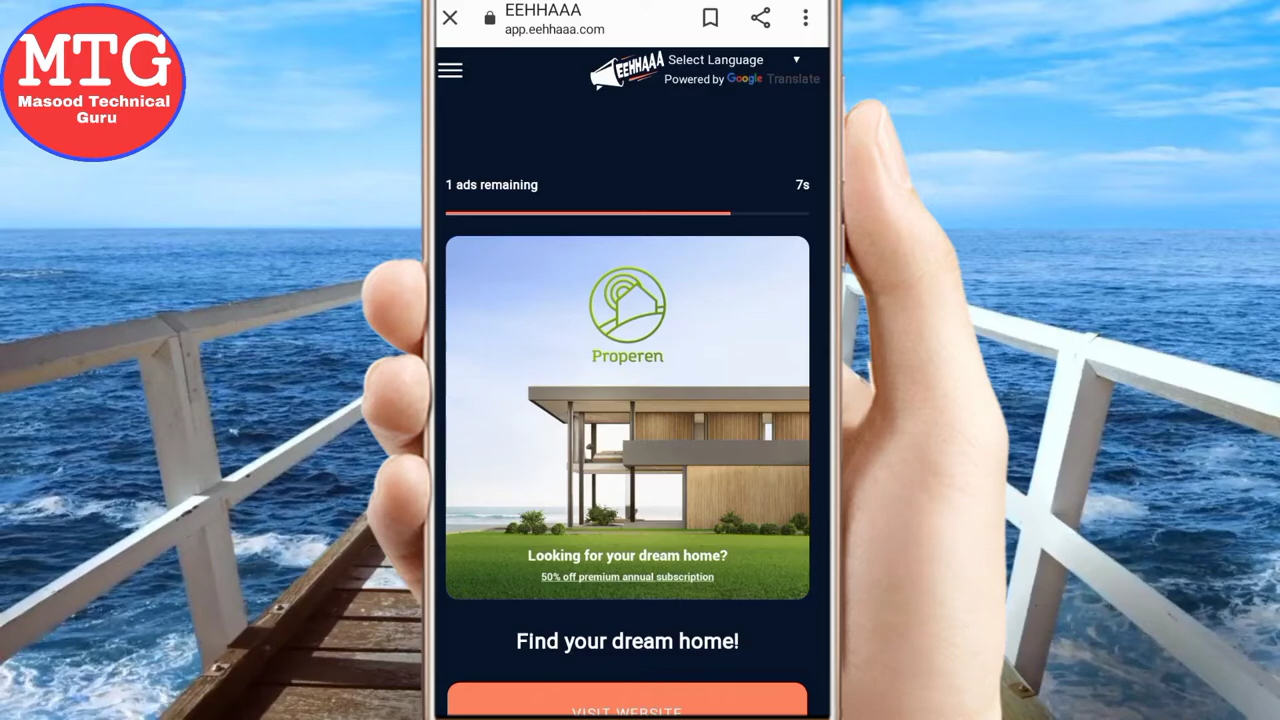 MTG
Masood Technical
Guru
EEHHAAA
app.eehhaaa.com
EEHHAAA
Select Language
Powered by Google Translate
1 ads remaining
7s
Properen
Looking for your dream home?
50% off premium annual subscription
Find your dream home!
VISIT WEBSITE